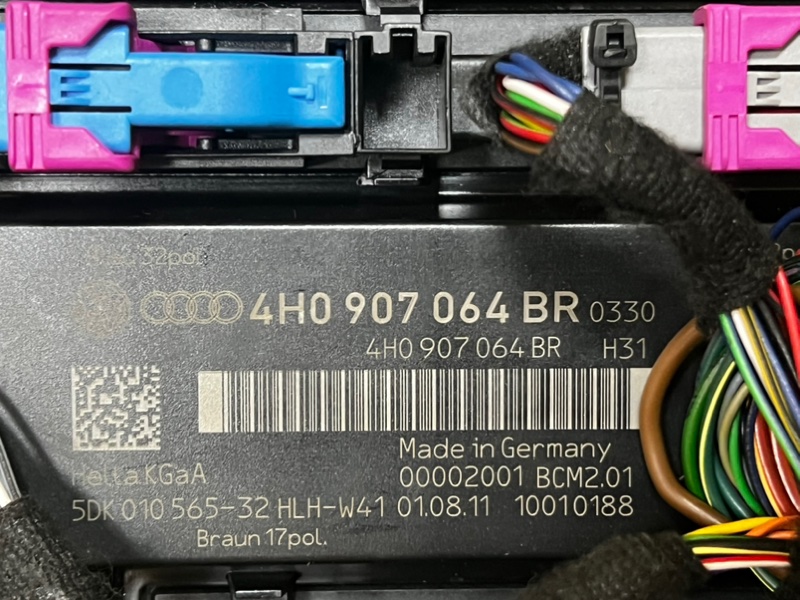 32pol.
4H0 907 064 BR 0330
4H0 907 064 BR H31
Made in Germany
Hella KGaA 00002001 BCM2.01
5DK 010 565-32 HLH-W41 01.08.11 10010188
Braun 17pol.